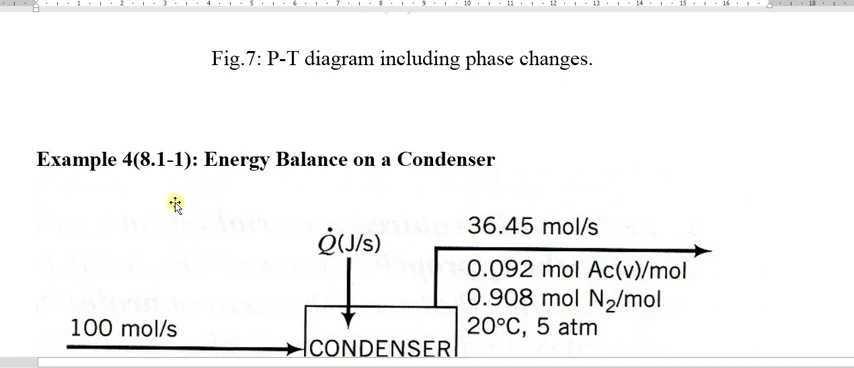 Fig.7: P-T diagram including phase changes.
Example 4(8.1-1): Energy Balance on a Condenser
Q̇(J/s)
36.45 mol/s
0.092 mol Ac(v)/mol
0.908 mol N₂/mol
20°C, 5 atm
100 mol/s
CONDENSER